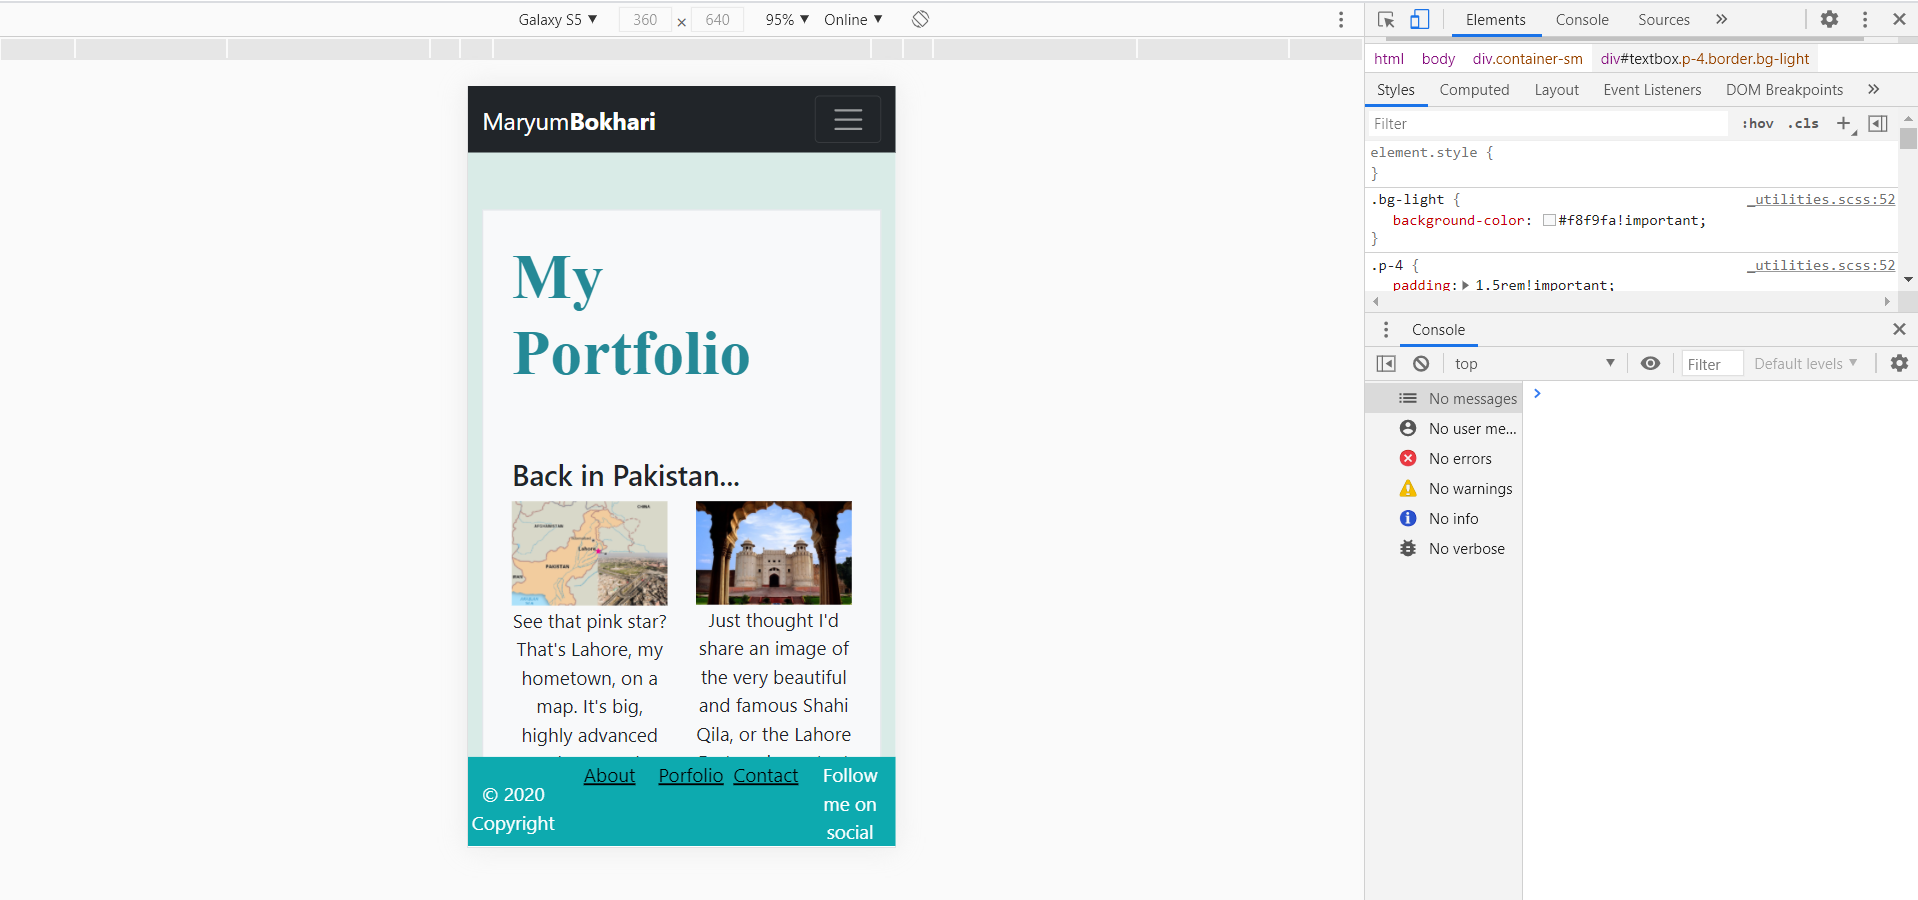 Galaxy S5 ▼ 360 × 640 95% ▼ Online ▼
Elements Console Sources »
html body div.container-sm div#textbox.p-4.border.bg-light
Styles Computed Layout Event Listeners DOM Breakpoints »
Filter :hov .cls +
element.style {
}
.bg-light { _utilities.scss:52
background-color: #f8f9fa!important;
}
.p-4 { _utilities.scss:52
padding: 1.5rem!important;
Console
top ▼ Filter Default levels ▼
No messages
No user me...
No errors
No warnings
No info
No verbose
MaryumBokhari
My
Portfolio
Back in Pakistan...
CHINA
AFGHANISTAN
Lahore
PAKISTAN
See that pink star?
That's Lahore, my
hometown, on a
map. It's big,
highly advanced
Just thought I'd
share an image of
the very beautiful
and famous Shahi
Qila, or the Lahore
© 2020
Copyright
About Porfolio Contact
Follow
me on
social